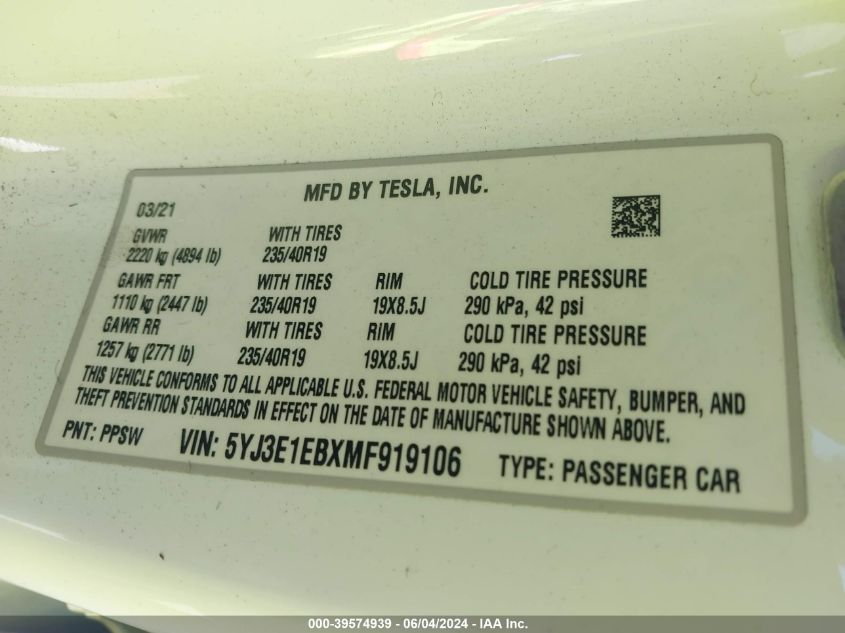 MFD BY TESLA, INC.
03/21
GVWR WITH TIRES
2220 kg (4894 lb) 235/40R19
GAWR FRT WITH TIRES RIM COLD TIRE PRESSURE
1110 kg (2447 lb) 235/40R19 19X8.5J 290 kPa, 42 psi
GAWR RR WITH TIRES RIM COLD TIRE PRESSURE
1257 kg (2771 lb) 235/40R19 19X8.5J 290 kPa, 42 psi
THIS VEHICLE CONFORMS TO ALL APPLICABLE U.S. FEDERAL MOTOR VEHICLE SAFETY, BUMPER, AND
THEFT PREVENTION STANDARDS IN EFFECT ON THE DATE OF MANUFACTURE SHOWN ABOVE.
PNT: PPSW VIN: 5YJ3E1EBXMF919106 TYPE: PASSENGER CAR
000-39574939 - 06/04/2024 - IAA Inc.